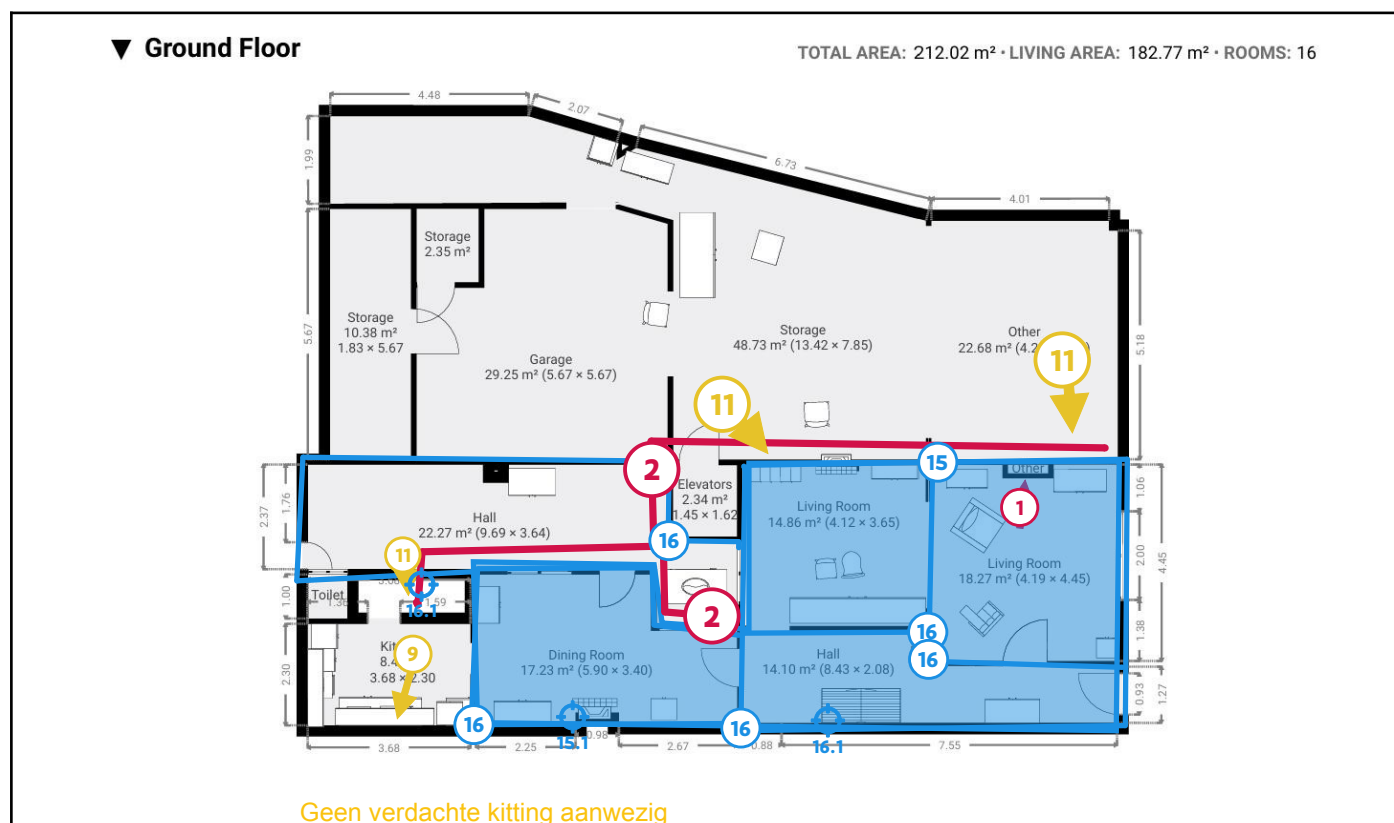 ▼ Ground Floor
TOTAL AREA: 212.02 m² · LIVING AREA: 182.77 m² · ROOMS: 16
4.48
2.07
6.73
4.01
1.99
5.67
5.18
Storage
2.35 m²
Storage
10.38 m²
1.83 × 5.67
Garage
29.25 m² (5.67 × 5.67)
Storage
48.73 m² (13.42 × 7.85)
Other
22.68 m² (4.2
11
11
2
15
Other
1
Elevators
2.34 m²
1.45 × 1.62
Living Room
14.86 m² (4.12 × 3.65)
Hall
22.27 m² (9.69 × 3.64)
16
Living Room
18.27 m² (4.19 × 4.45)
2.37
1.76
1.06
2.00
4.45
1.38
11
16.1
1.59
Toilet
1.00
2
16
16
9
8.4
3.68 × 2.30
2.30
Dining Room
17.23 m² (5.90 × 3.40)
Hall
14.10 m² (8.43 × 2.08)
0.93
1.27
16
15.1
16
16.1
3.68
2.25
0.98
2.67
0.88
7.55
Geen verdachte kitting aanwezig